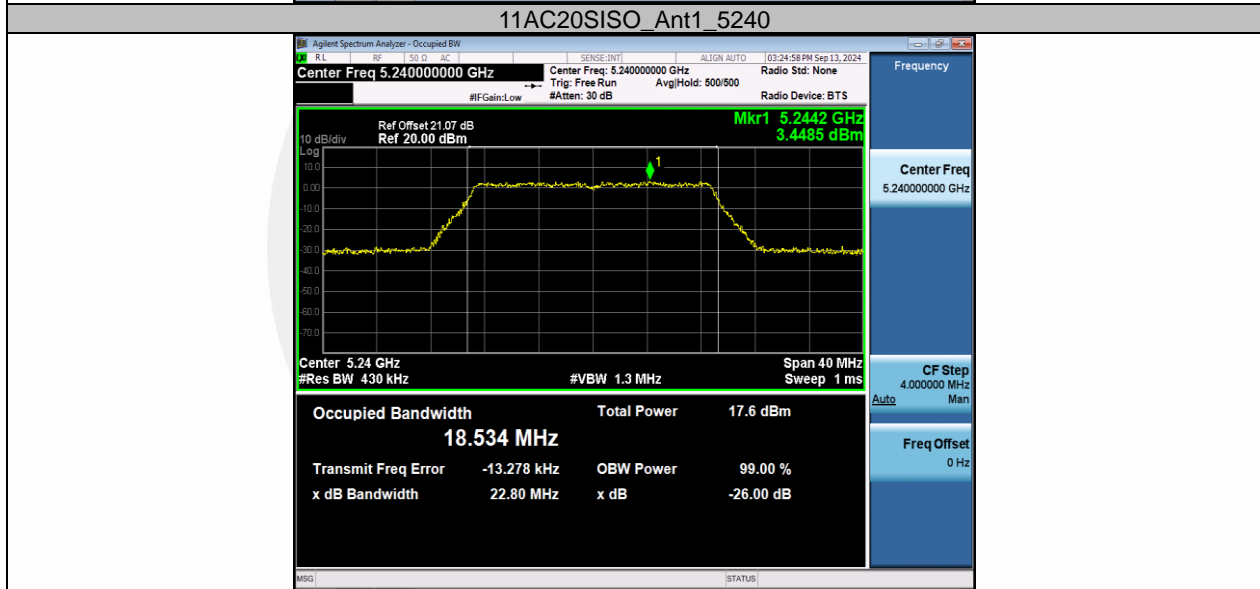 11AC20SISO_Ant1_5240
Agilent Spectrum Analyzer - Occupied BW
RL RF 50 Ω AC SENSE:INT ALIGN AUTO 03:24:58 PM Sep 13, 2024
Center Freq 5.240000000 GHz
Center Freq: 5.240000000 GHz Radio Std: None
Trig: Free Run Avg|Hold: 500/500
#IFGain:Low #Atten: 30 dB Radio Device: BTS
Frequency
Mkr1 5.2442 GHz
3.4485 dBm
Ref Offset 21.07 dB
10 dB/div Ref 20.00 dBm
Log
10.0
0.00
-10.0
-20.0
-30.0
-40.0
-50.0
-60.0
-70.0
1
Center 5.24 GHz Span 40 MHz
#Res BW 430 kHz #VBW 1.3 MHz Sweep 1 ms
Center Freq
5.240000000 GHz
CF Step
4.000000 MHz
Auto Man
Freq Offset
0 Hz
Occupied Bandwidth Total Power 17.6 dBm
18.534 MHz
Transmit Freq Error -13.278 kHz OBW Power 99.00 %
x dB Bandwidth 22.80 MHz x dB -26.00 dB
MSG STATUS